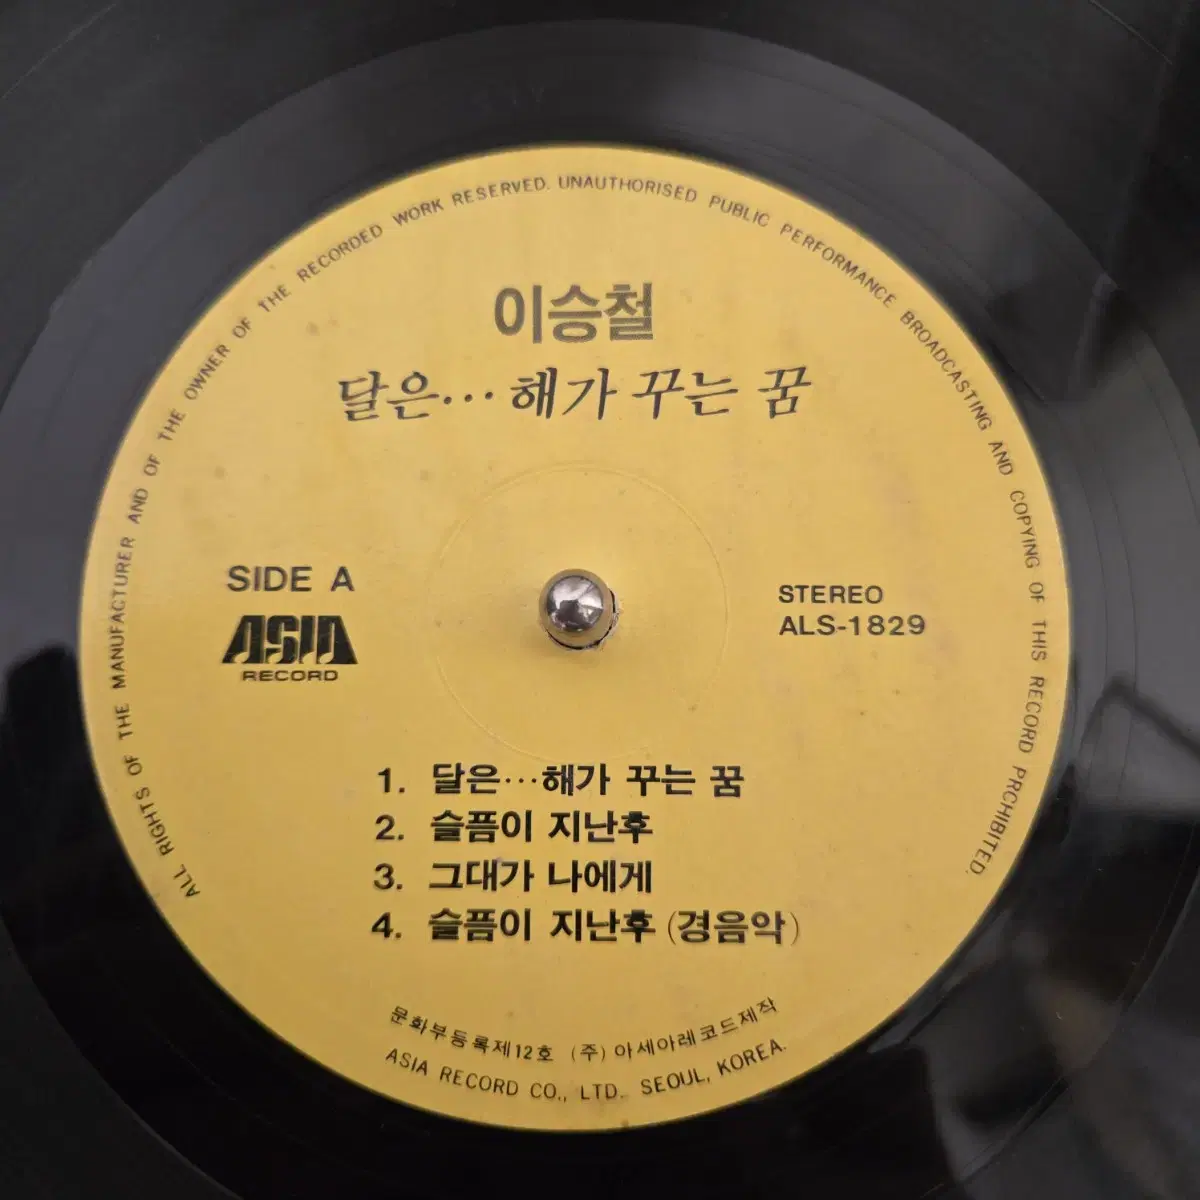 ALL RIGHTS OF THE MANUFACTURER AND OF THE OWNER OF THE RECORDED WORK RESERVED. UNAUTHORISED PUBLIC PERFORMANCE BROADCASTING AND COPYING OF THIS RECORD PRCHIBITED.
이승철
달은··· 해가 꾸는 꿈
SIDE A
ASIA
RECORD
STEREO
ALS-1829
1. 달은···해가 꾸는 꿈
2. 슬픔이 지난후
3. 그대가 나에게
4. 슬픔이 지난후 (경음악)
문화부등록제12호 (주) 아세아레코드제작
ASIA RECORD CO., LTD. SEOUL, KOREA.